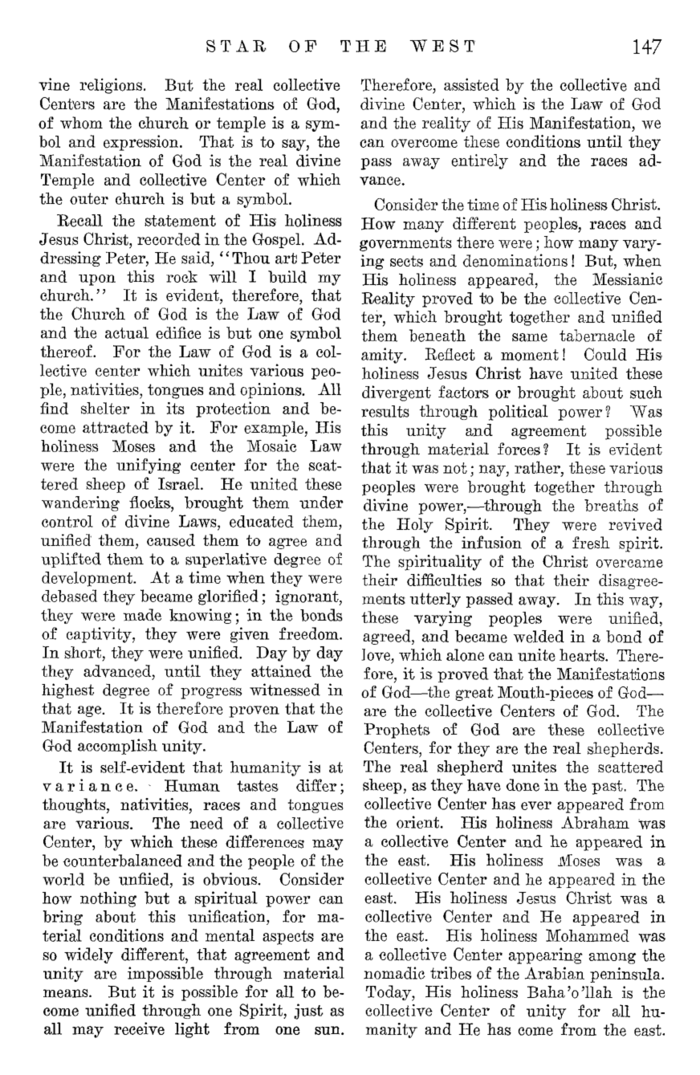 STAR OF THE WEST 147
vine religions. But the real collective
Centers are the Manifestations of God,
of whom the church or temple is a sym-
bol and expression. That is to say, the
Manifestation of God is the real divine
Temple and collective Center of which
the outer church is but a symbol.
Recall the statement of His holiness
Jesus Christ, recorded in the Gospel. Ad-
dressing Peter, He said, "Thou art Peter
and upon this rock will I build my
church." It is evident, therefore, that
the Church of God is the Law of God
and the actual edifice is but one symbol
thereof. For the Law of God is a col-
lective center which unites various peo-
ple, nativities, tongues and opinions. All
find shelter in its protection and be-
come attracted by it. For example, His
holiness Moses and the Mosaic Law
were the unifying center for the scat-
tered sheep of Israel. He united these
wandering flocks, brought them under
control of divine Laws, educated them,
unified them, caused them to agree and
uplifted them to a superlative degree of
development. At a time when they were
debased they became glorified; ignorant,
they were made knowing; in the bonds
of captivity, they were given freedom.
In short, they were unified. Day by day
they advanced, until they attained the
highest degree of progress witnessed in
that age. It is therefore proven that the
Manifestation of God and the Law of
God accomplish unity.
It is self-evident that humanity is at
variance. Human tastes differ;
thoughts, nativities, races and tongues
are various. The need of a collective
Center, by which these differences may
be counterbalanced and the people of the
world be unfiied, is obvious. Consider
how nothing but a spiritual power can
bring about this unification, for ma-
terial conditions and mental aspects are
so widely different, that agreement and
unity are impossible through material
means. But it is possible for all to be-
come unified through one Spirit, just as
all may receive light from one sun.
Therefore, assisted by the collective and
divine Center, which is the Law of God
and the reality of His Manifestation, we
can overcome these conditions until they
pass away entirely and the races ad-
vance.
Consider the time of His holiness Christ.
How many different peoples, races and
governments there were; how many vary-
ing sects and denominations! But, when
His holiness appeared, the Messianic
Reality proved to be the collective Cen-
ter, which brought together and unified
them beneath the same tabernacle of
amity. Reflect a moment! Could His
holiness Jesus Christ have united these
divergent factors or brought about such
results through political power? Was
this unity and agreement possible
through material forces? It is evident
that it was not; nay, rather, these various
peoples were brought together through
divine power,—through the breaths of
the Holy Spirit. They were revived
through the infusion of a fresh spirit.
The spirituality of the Christ overcame
their difficulties so that their disagree-
ments utterly passed away. In this way,
these varying peoples were unified,
agreed, and became welded in a bond of
love, which alone can unite hearts. There-
fore, it is proved that the Manifestations
of God—the great Mouth-pieces of God—
are the collective Centers of God. The
Prophets of God are these collective
Centers, for they are the real shepherds.
The real shepherd unites the scattered
sheep, as they have done in the past. The
collective Center has ever appeared from
the orient. His holiness Abraham was
a collective Center and he appeared in
the east. His holiness Moses was a
collective Center and he appeared in the
east. His holiness Jesus Christ was a
collective Center and He appeared in
the east. His holiness Mohammed was
a collective Center appearing among the
nomadic tribes of the Arabian peninsula.
Today, His holiness Baha'o'llah is the
collective Center of unity for all hu-
manity and He has come from the east.